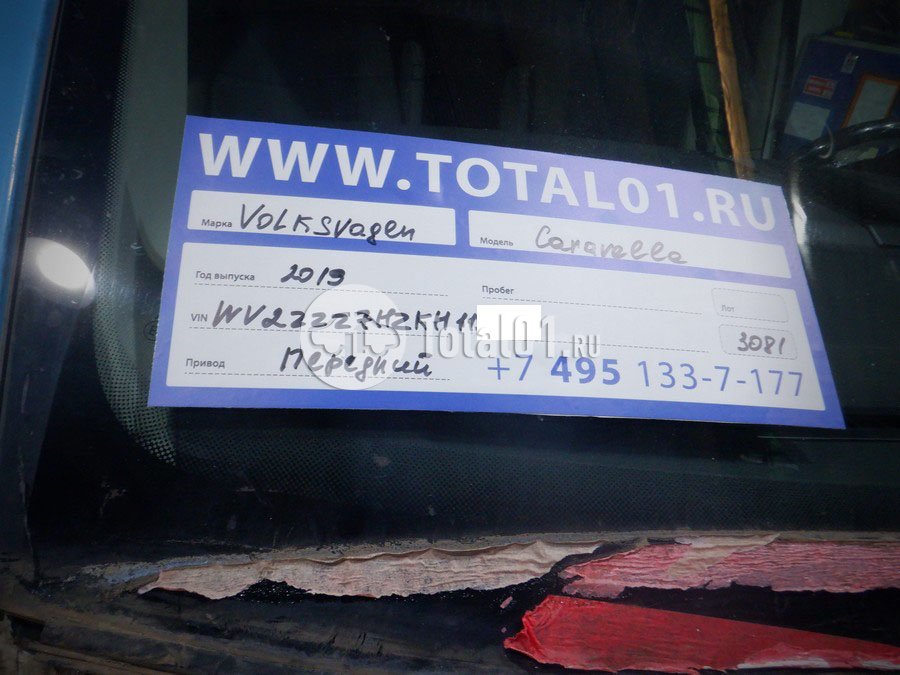 WWW.TOTAL01.RU
Марка VOLKSVagen Модель Caravelle
Год выпуска 2019 Пробег
Лот
VIN WV2ZZZ7HZKH11 3081
Total01.RU
Привод Передний +7 495 133-7-177